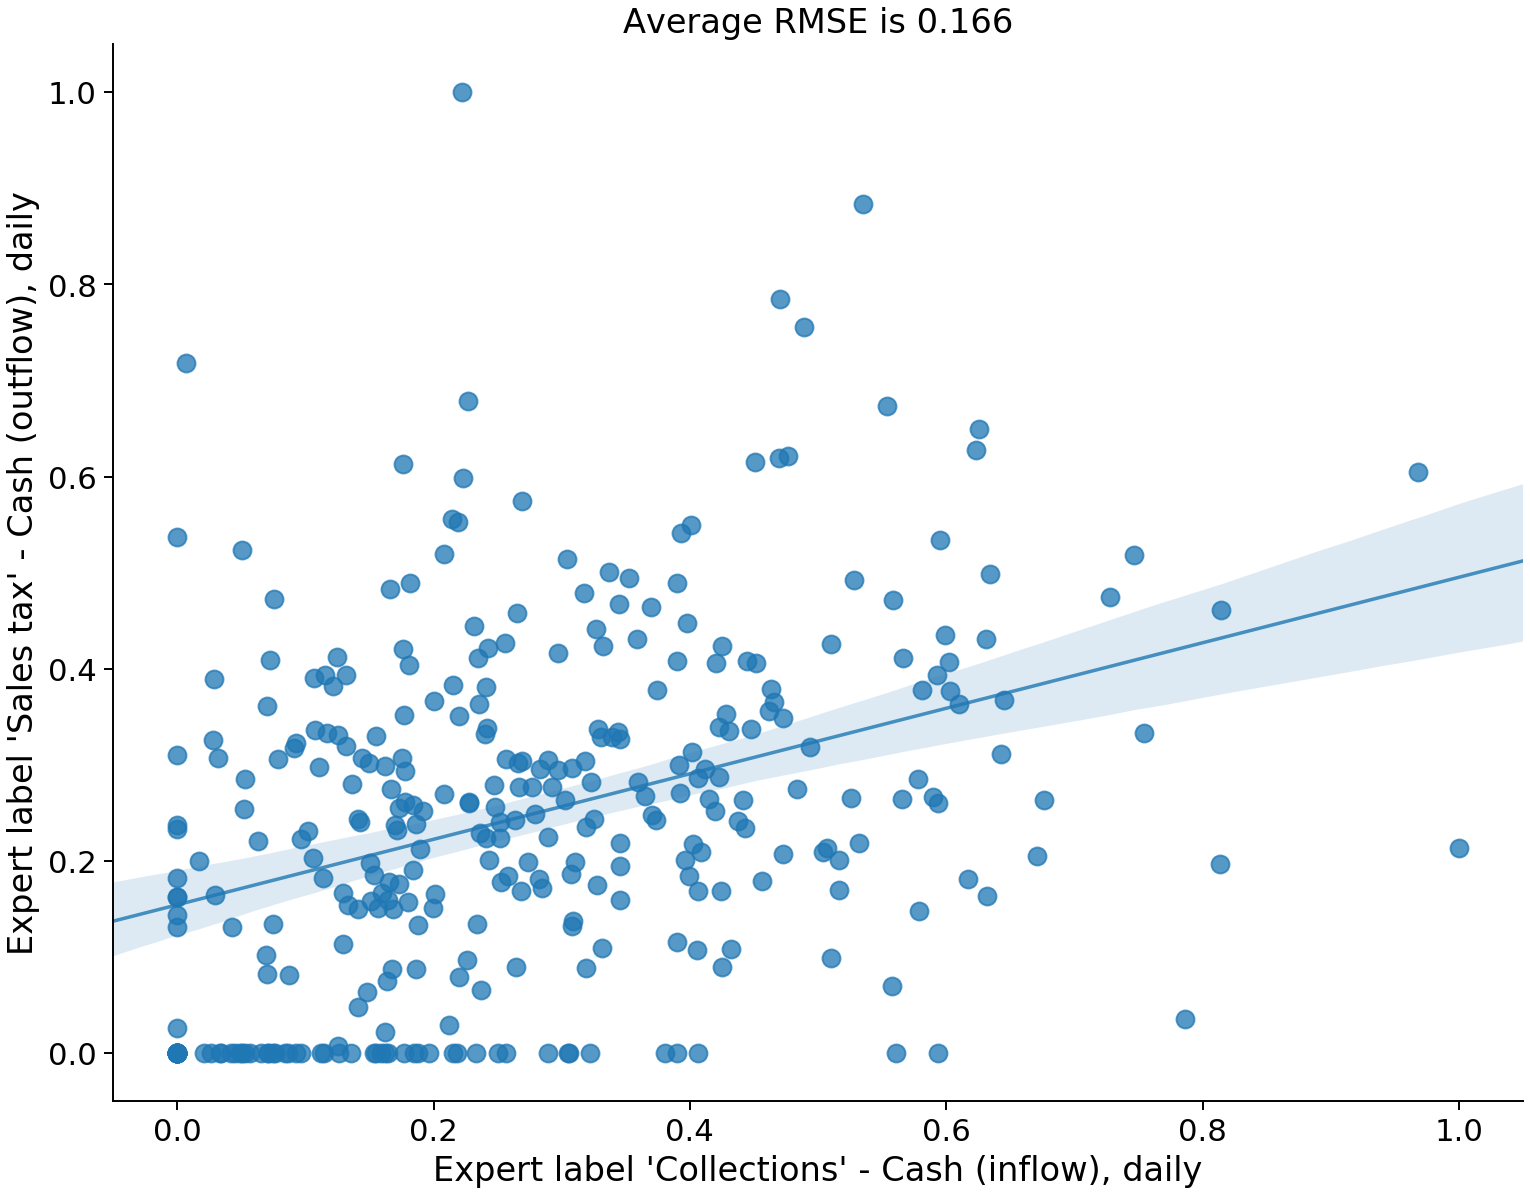 Average RMSE is 0.166
Expert label 'Sales tax' - Cash (outflow), daily
1.0
0.8
0.6
0.4
0.2
0.0
0.0 0.2 0.4 0.6 0.8 1.0
Expert label 'Collections' - Cash (inflow), daily